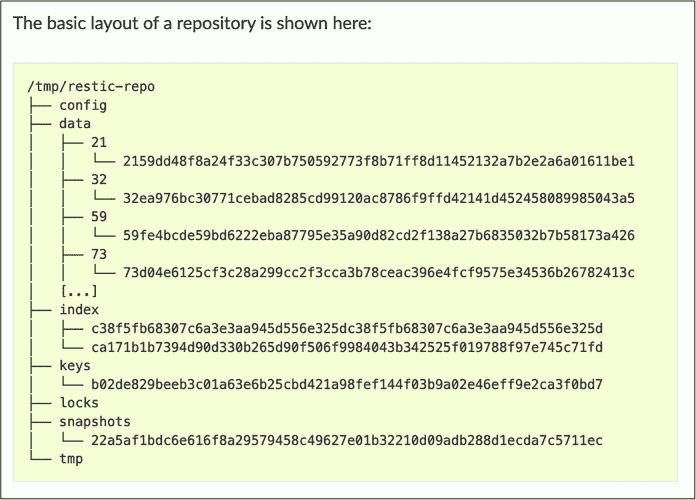 The basic layout of a repository is shown here:
/tmp/restic-repo
├── config
├── data
│   ├── 21
│   │   └── 2159dd48f8a24f33c307b750592773f8b71ff8d11452132a7b2e2a6a01611be1
│   ├── 32
│   │   └── 32ea976bc30771cebad8285cd99120ac8786f9ffd42141d452458089985043a5
│   ├── 59
│   │   └── 59fe4bcde59bd6222eba87795e35a90d82cd2f138a27b6835032b7b58173a426
│   ├── 73
│   │   └── 73d04e6125cf3c28a299cc2f3cca3b78ceac396e4fcf9575e34536b26782413c
│   [...]
├── index
│   ├── c38f5fb68307c6a3e3aa945d556e325dc38f5fb68307c6a3e3aa945d556e325d
│   └── ca171b1b7394d90d330b265d90f506f9984043b342525f019788f97e745c71fd
├── keys
│   └── b02de829beeb3c01a63e6b25cbd421a98fef144f03b9a02e46eff9e2ca3f0bd7
├── locks
├── snapshots
│   └── 22a5af1bdc6e616f8a29579458c49627e01b32210d09adb288d1ecda7c5711ec
└── tmp